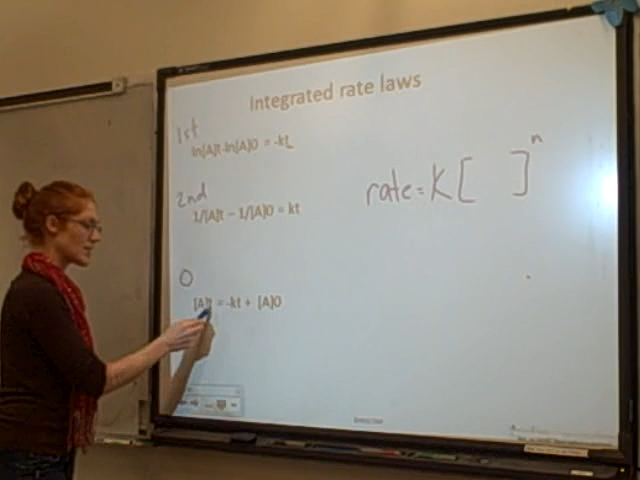 Integrated rate laws
1st
ln[A]t-ln[A]0 = -kt
2nd
1/[A]t – 1/[A]0 = kt
rate = K [ ]ⁿ
0
[A]t = -kt + [A]0